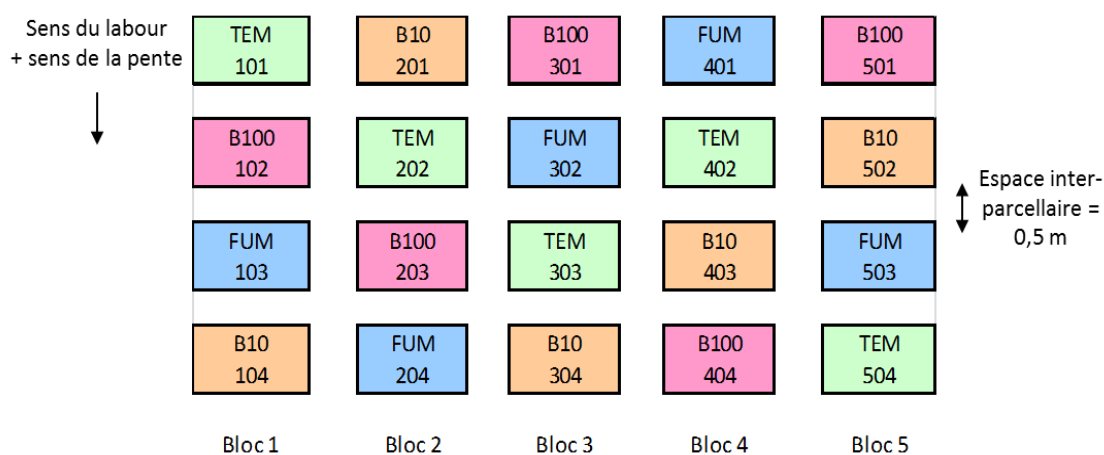 Sens du labour
+ sens de la pente
TEM
101
B10
201
B100
301
FUM
401
B100
501
B100
102
TEM
202
FUM
302
TEM
402
B10
502
Espace inter-
parcellaire =
0,5 m
FUM
103
B100
203
TEM
303
B10
403
FUM
503
B10
104
FUM
204
B10
304
B100
404
TEM
504
Bloc 1
Bloc 2
Bloc 3
Bloc 4
Bloc 5